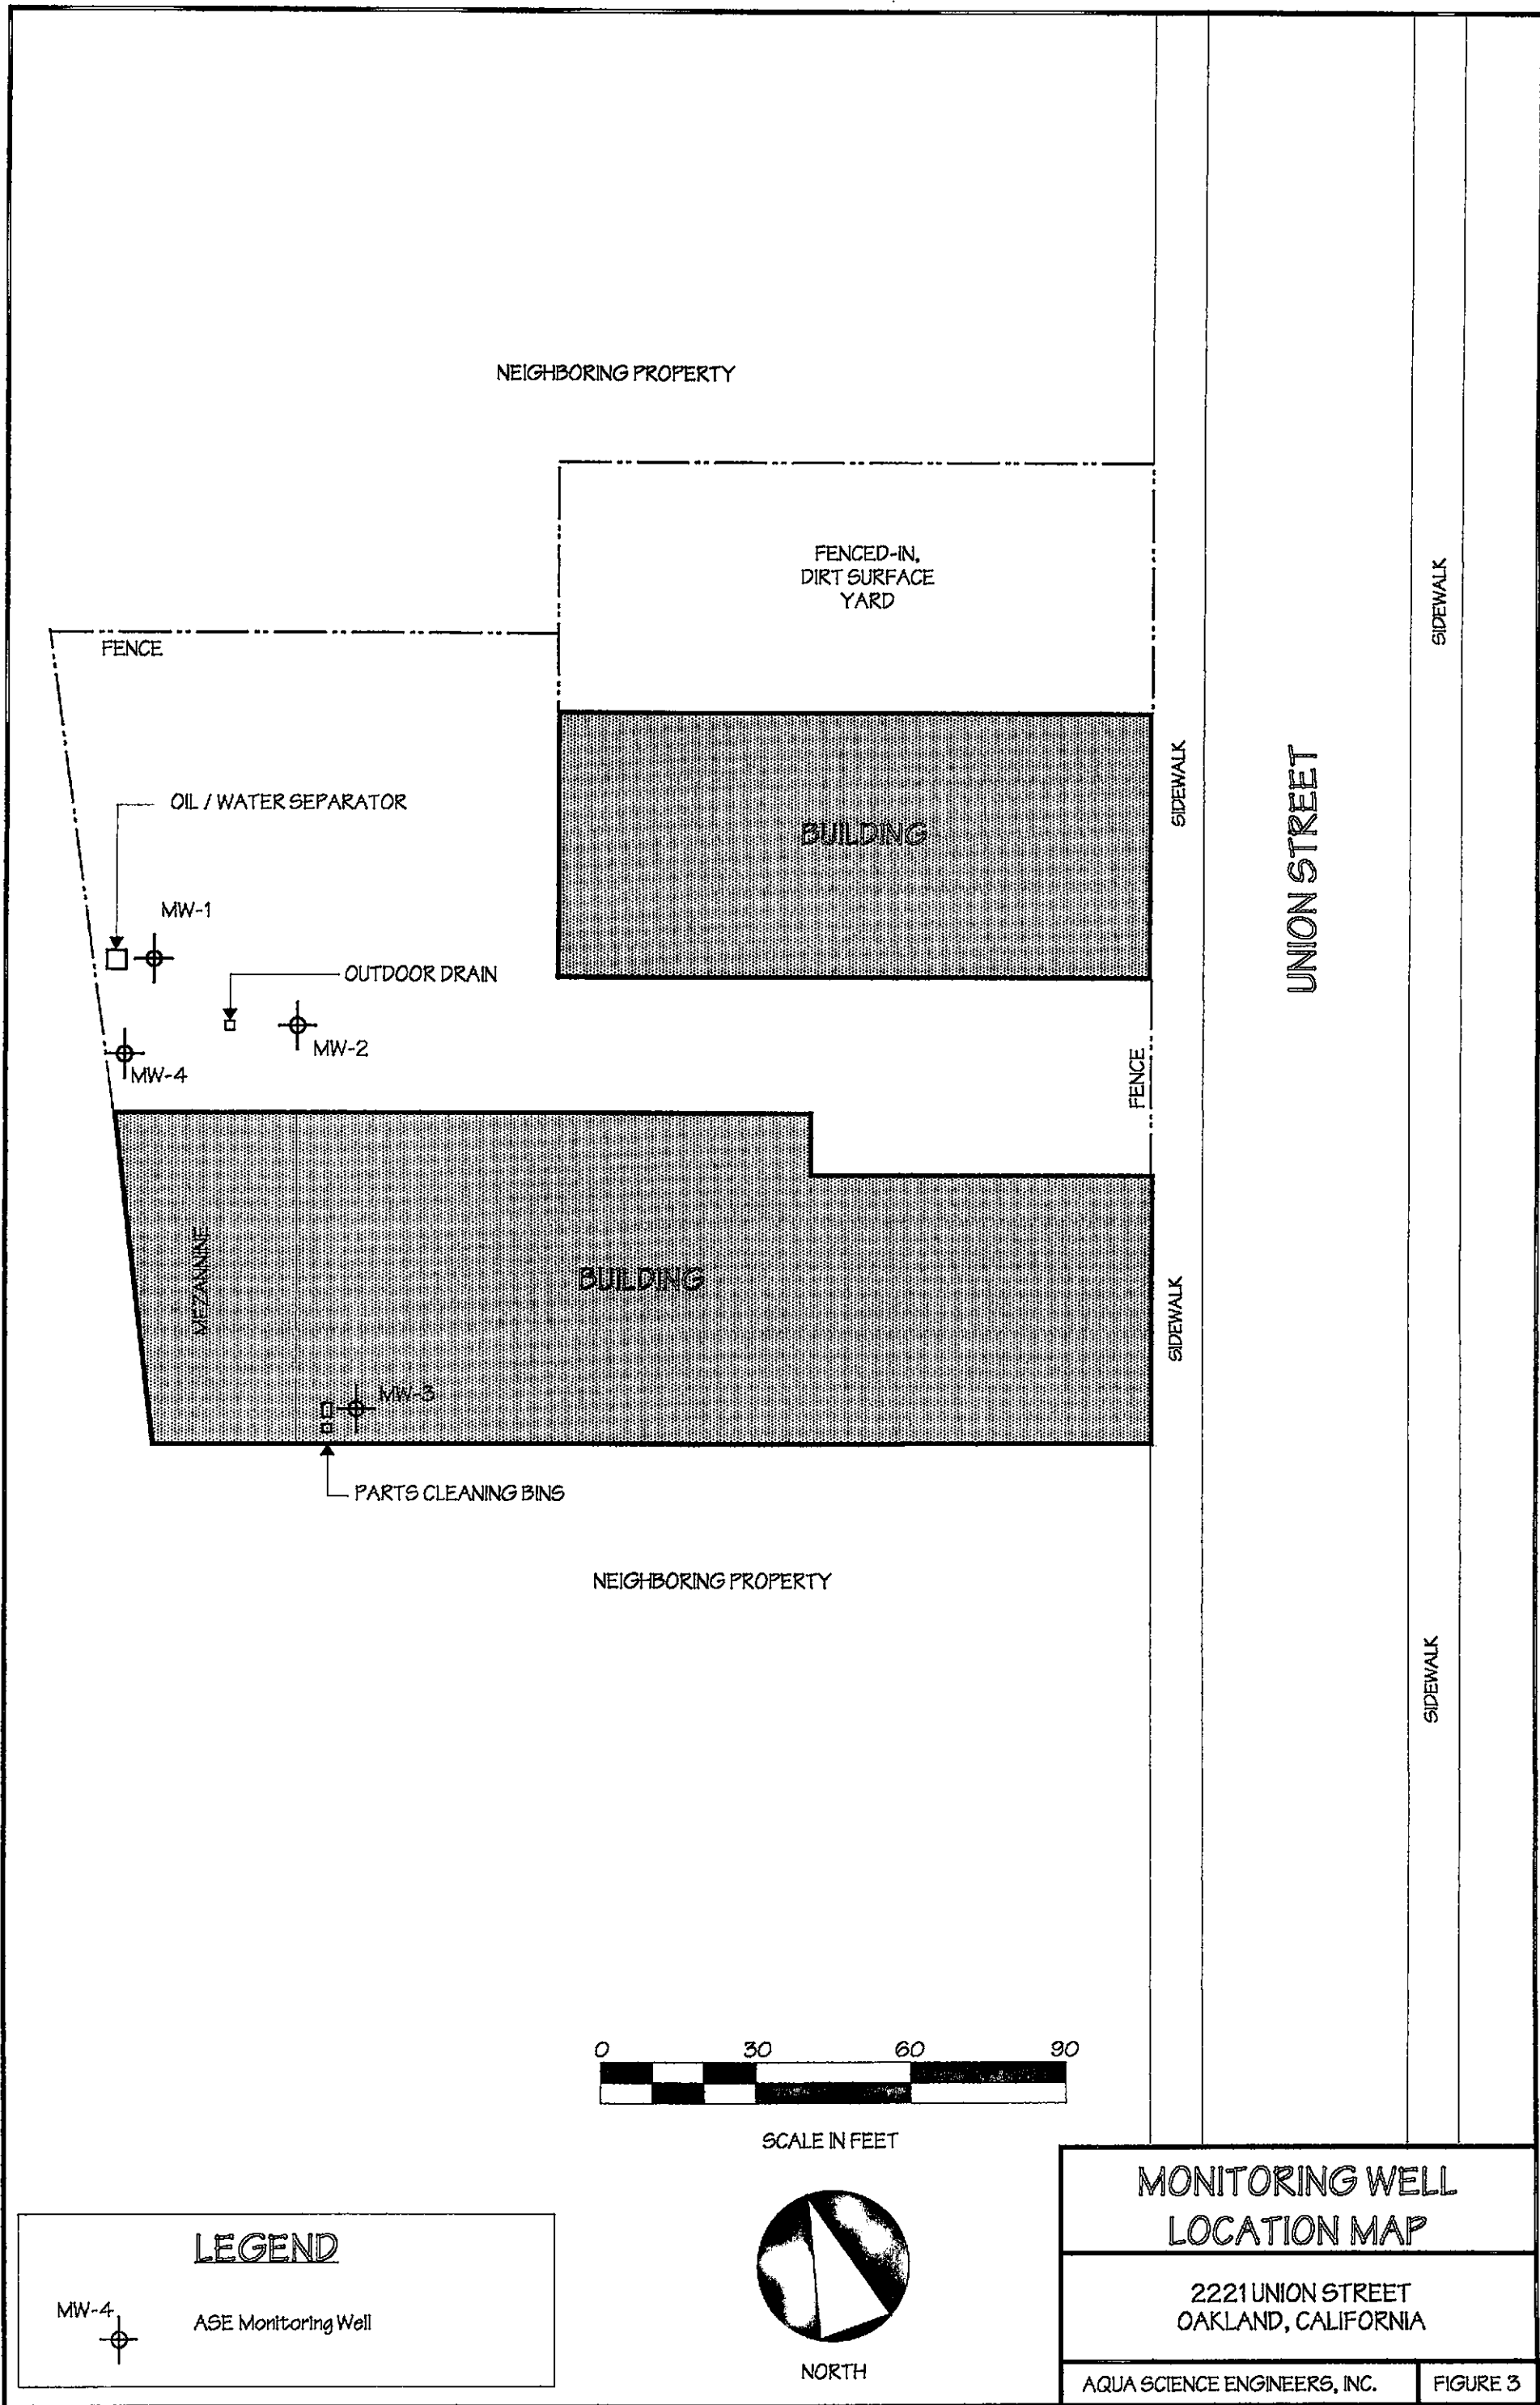 NEIGHBORING PROPERTY
FENCED-IN,
DIRT SURFACE
YARD
SIDEWALK
FENCE
SIDEWALK
OIL / WATER SEPARATOR
BUILDING
UNION STREET
MW-1
OUTDOOR DRAIN
MW-2
MW-4
FENCE
MEZANNINE
BUILDING
SIDEWALK
MW-3
PARTS CLEANING BINS
NEIGHBORING PROPERTY
SIDEWALK
0 30 60 90
SCALE IN FEET
NORTH
LEGEND
MW-4
ASE Monitoring Well
MONITORING WELL
LOCATION MAP
2221 UNION STREET
OAKLAND, CALIFORNIA
AQUA SCIENCE ENGINEERS, INC.
FIGURE 3